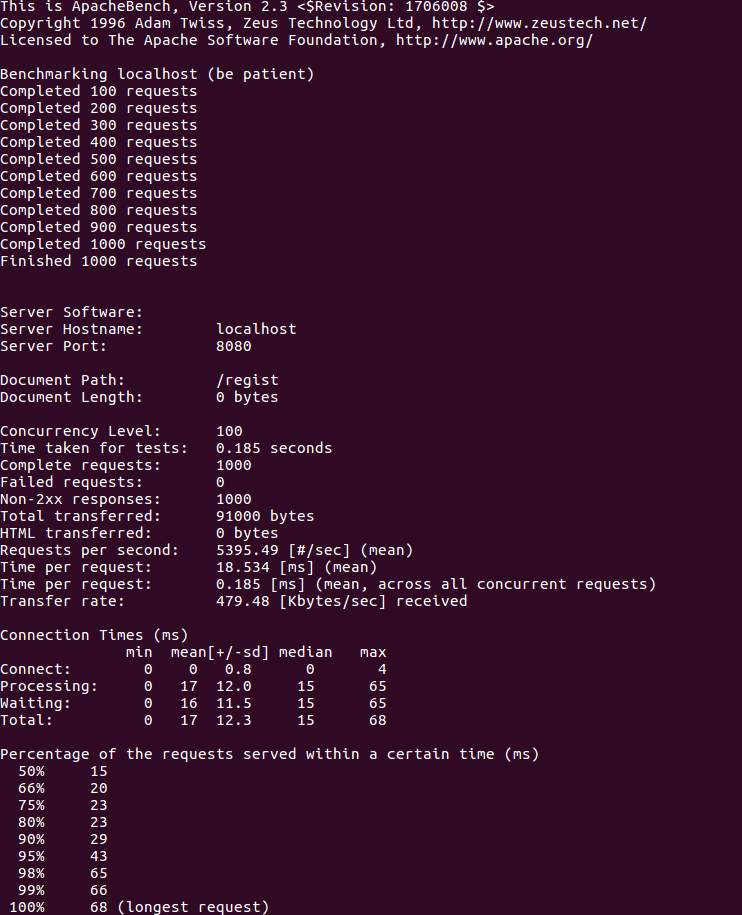 This is ApacheBench, Version 2.3 <$Revision: 1706008 $>
Copyright 1996 Adam Twiss, Zeus Technology Ltd, http://www.zeustech.net/
Licensed to The Apache Software Foundation, http://www.apache.org/

Benchmarking localhost (be patient)
Completed 100 requests
Completed 200 requests
Completed 300 requests
Completed 400 requests
Completed 500 requests
Completed 600 requests
Completed 700 requests
Completed 800 requests
Completed 900 requests
Completed 1000 requests
Finished 1000 requests


Server Software:
Server Hostname:        localhost
Server Port:            8080

Document Path:          /regist
Document Length:        0 bytes

Concurrency Level:      100
Time taken for tests:   0.185 seconds
Complete requests:      1000
Failed requests:        0
Non-2xx responses:      1000
Total transferred:      91000 bytes
HTML transferred:       0 bytes
Requests per second:    5395.49 [#/sec] (mean)
Time per request:       18.534 [ms] (mean)
Time per request:       0.185 [ms] (mean, across all concurrent requests)
Transfer rate:          479.48 [Kbytes/sec] received

Connection Times (ms)
              min  mean[+/-sd] median   max
Connect:        0    0   0.8      0       4
Processing:     0   17  12.0     15      65
Waiting:        0   16  11.5     15      65
Total:          0   17  12.3     15      68

Percentage of the requests served within a certain time (ms)
  50%     15
  66%     20
  75%     23
  80%     23
  90%     29
  95%     43
  98%     65
  99%     66
 100%     68 (longest request)